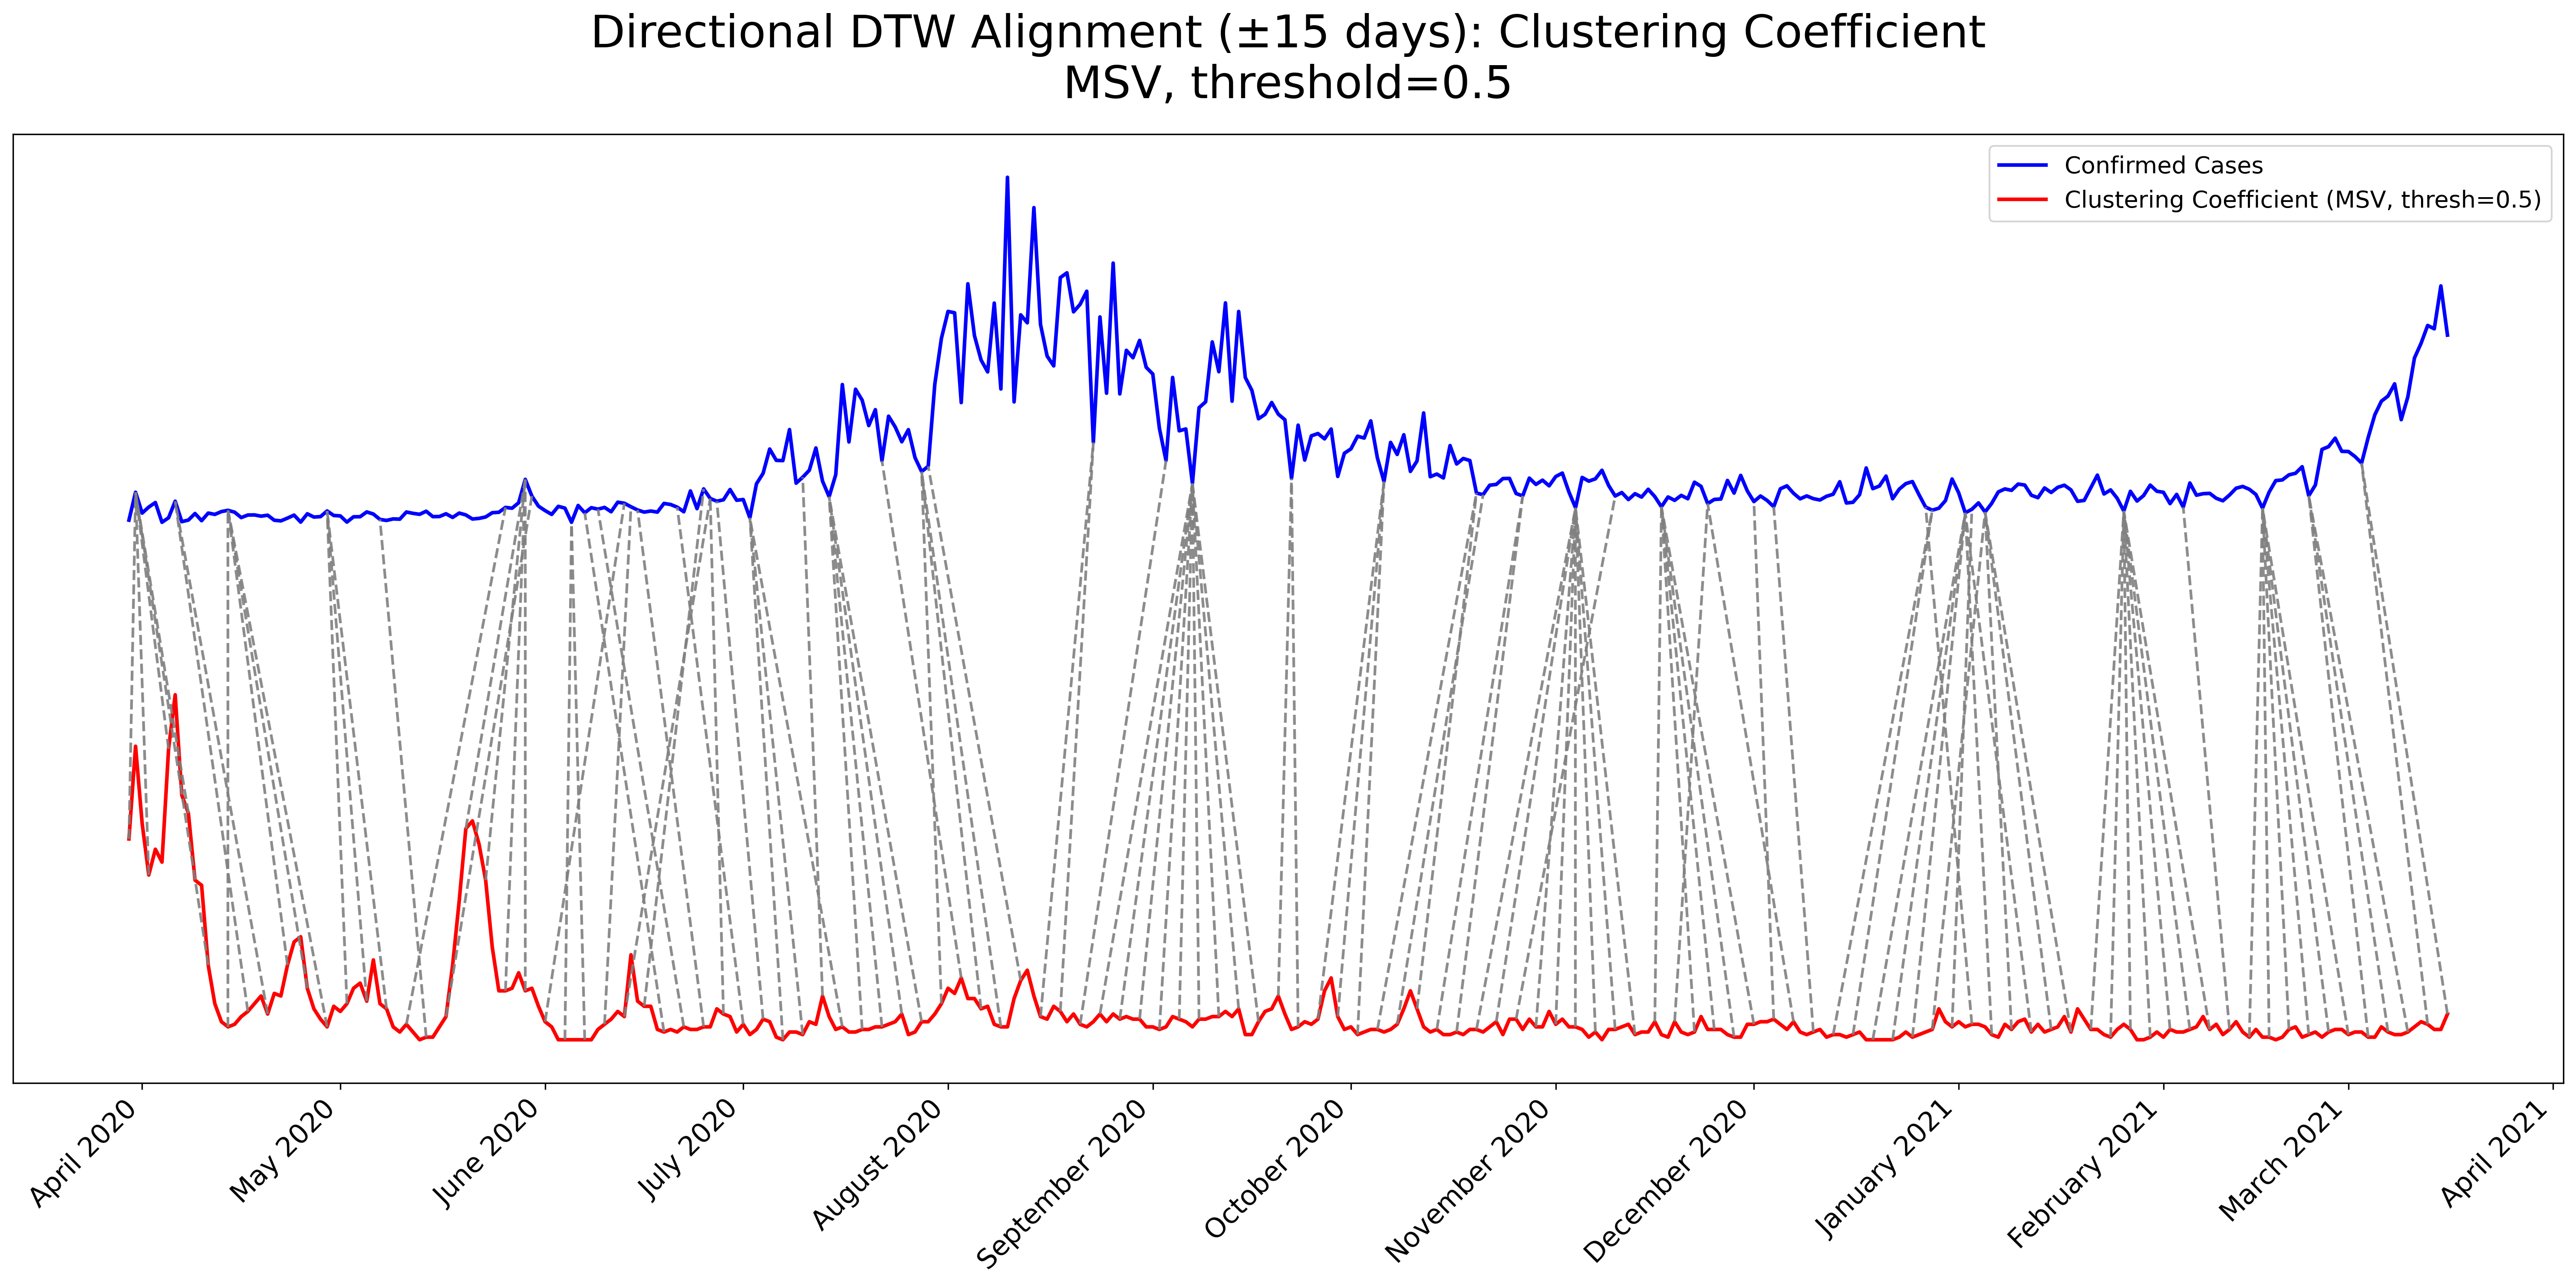 Directional DTW Alignment (±15 days): Clustering Coefficient
MSV, threshold=0.5
Confirmed Cases
Clustering Coefficient (MSV, thresh=0.5)
April 2020
May 2020
June 2020
July 2020
August 2020
September 2020
October 2020
November 2020
December 2020
January 2021
February 2021
March 2021
April 2021